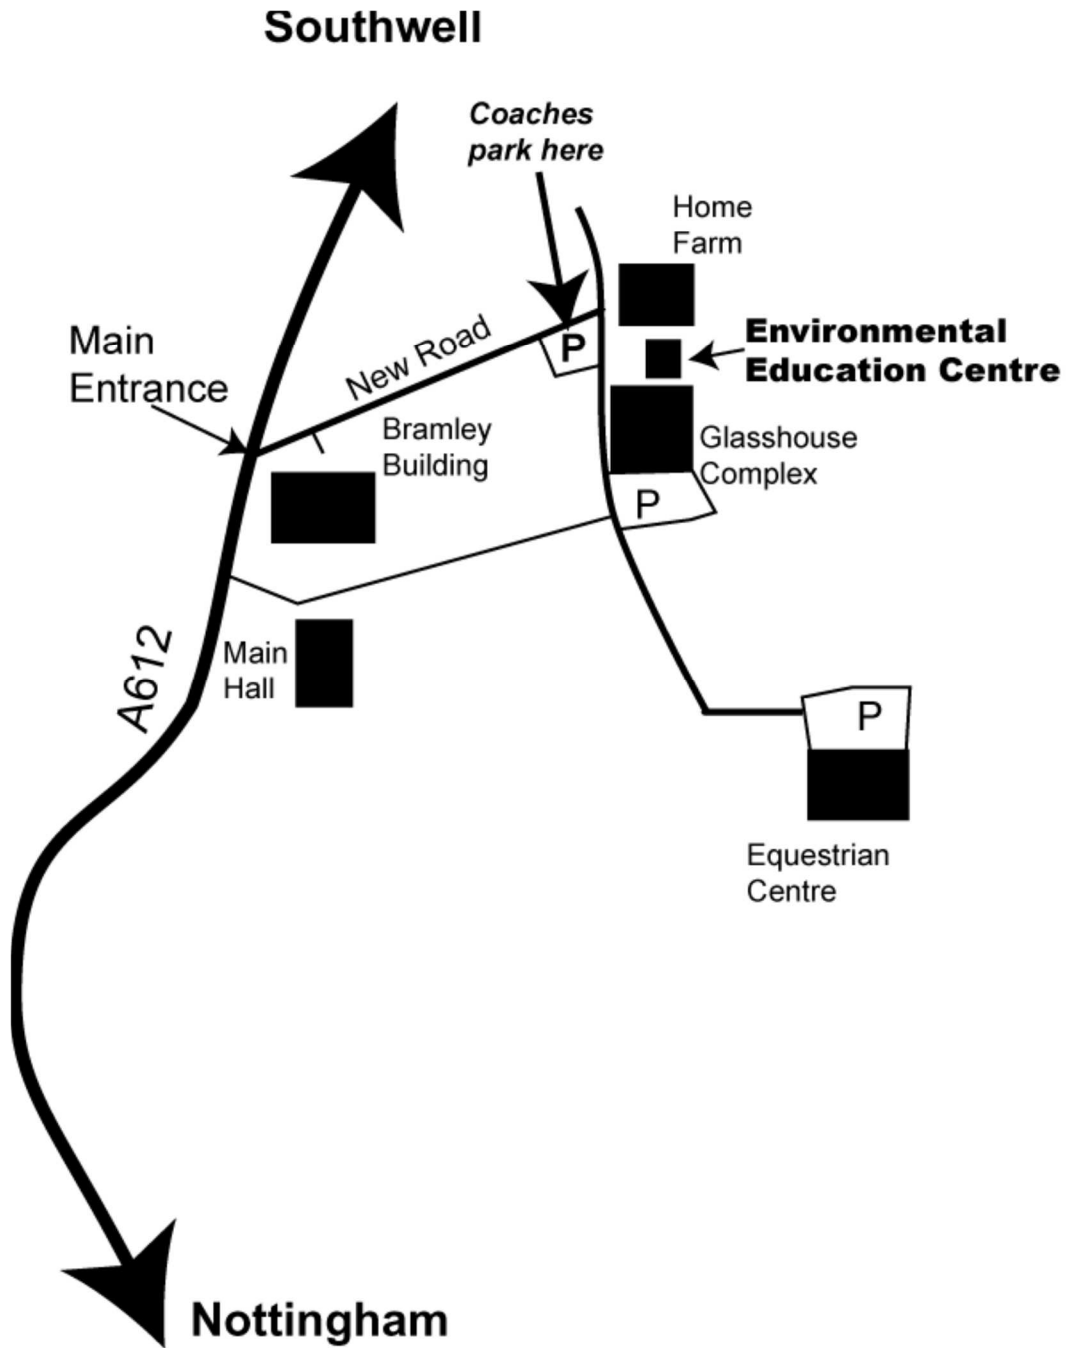 Southwell
Coaches
park here
Home
Farm
Environmental
Education Centre
Main
Entrance
New Road
P
Bramley
Building
Glasshouse
Complex
P
A612
Main
Hall
P
Equestrian
Centre
Nottingham